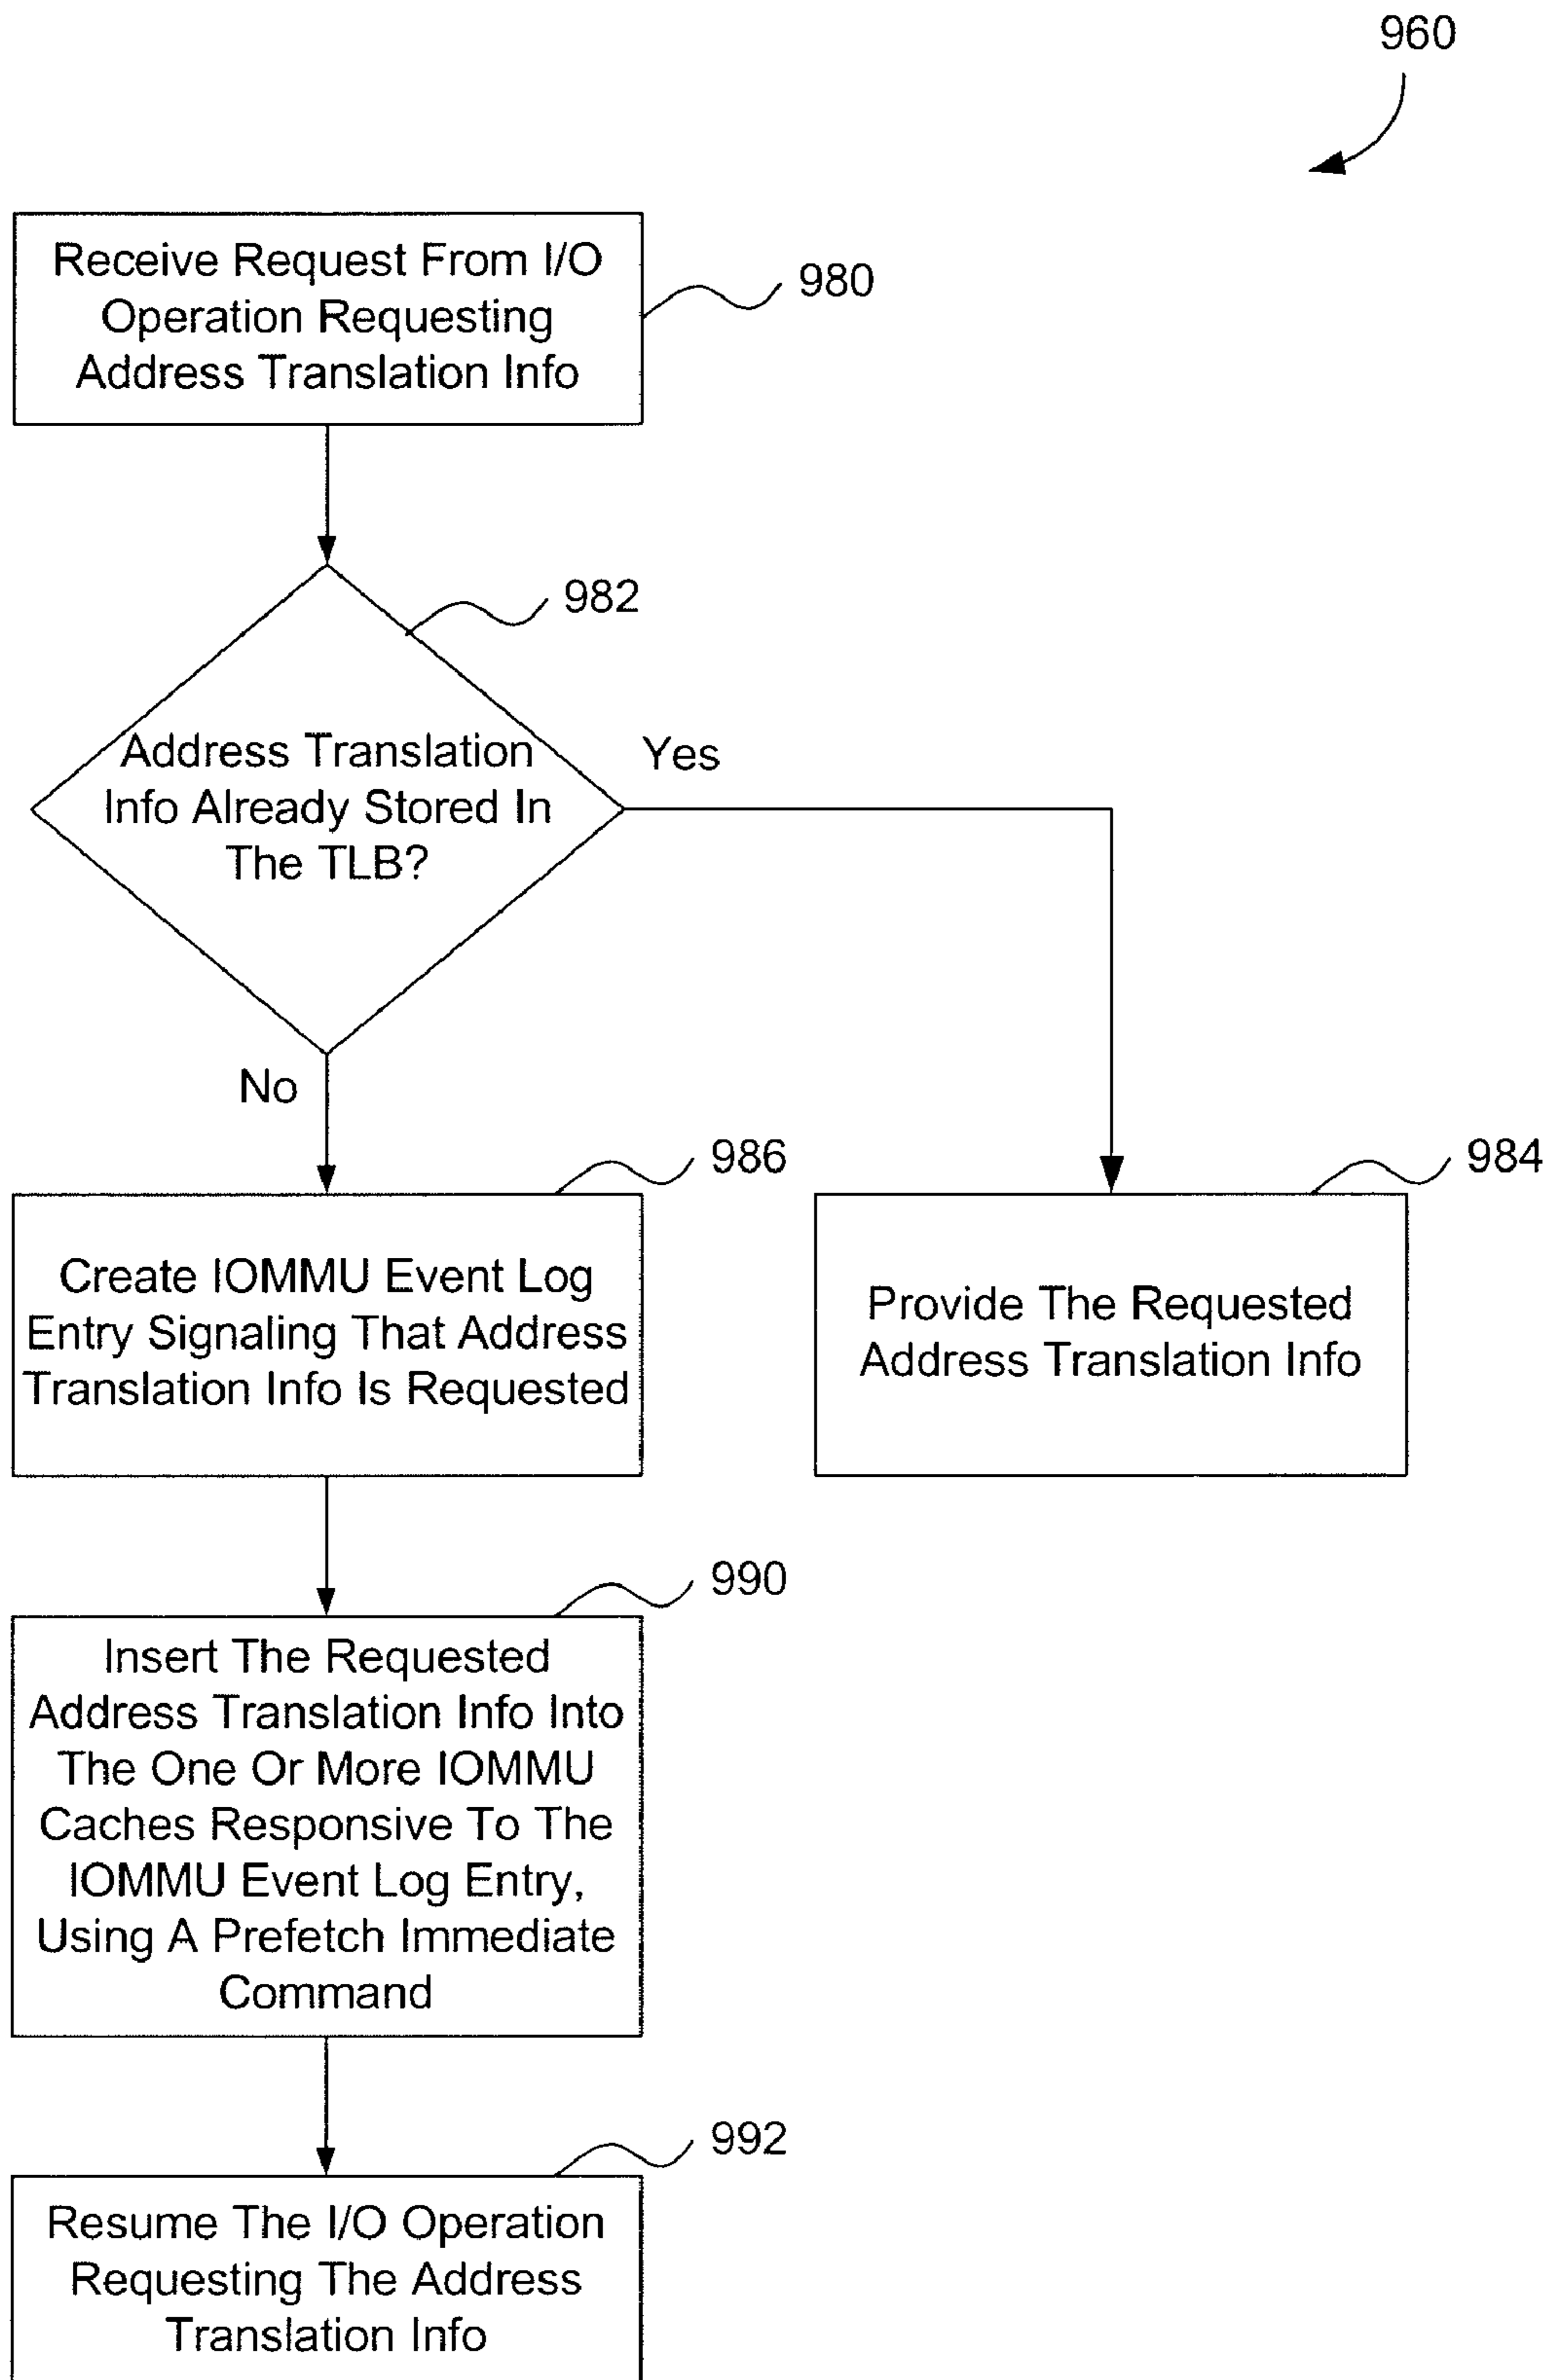 960
Receive Request From I/O
Operation Requesting
Address Translation Info
980
982
Address Translation
Info Already Stored In
The TLB?
Yes
No
986
984
Create IOMMU Event Log
Entry Signaling That Address
Translation Info Is Requested
Provide The Requested
Address Translation Info
990
Insert The Requested
Address Translation Info Into
The One Or More IOMMU
Caches Responsive To The
IOMMU Event Log Entry,
Using A Prefetch Immediate
Command
992
Resume The I/O Operation
Requesting The Address
Translation Info